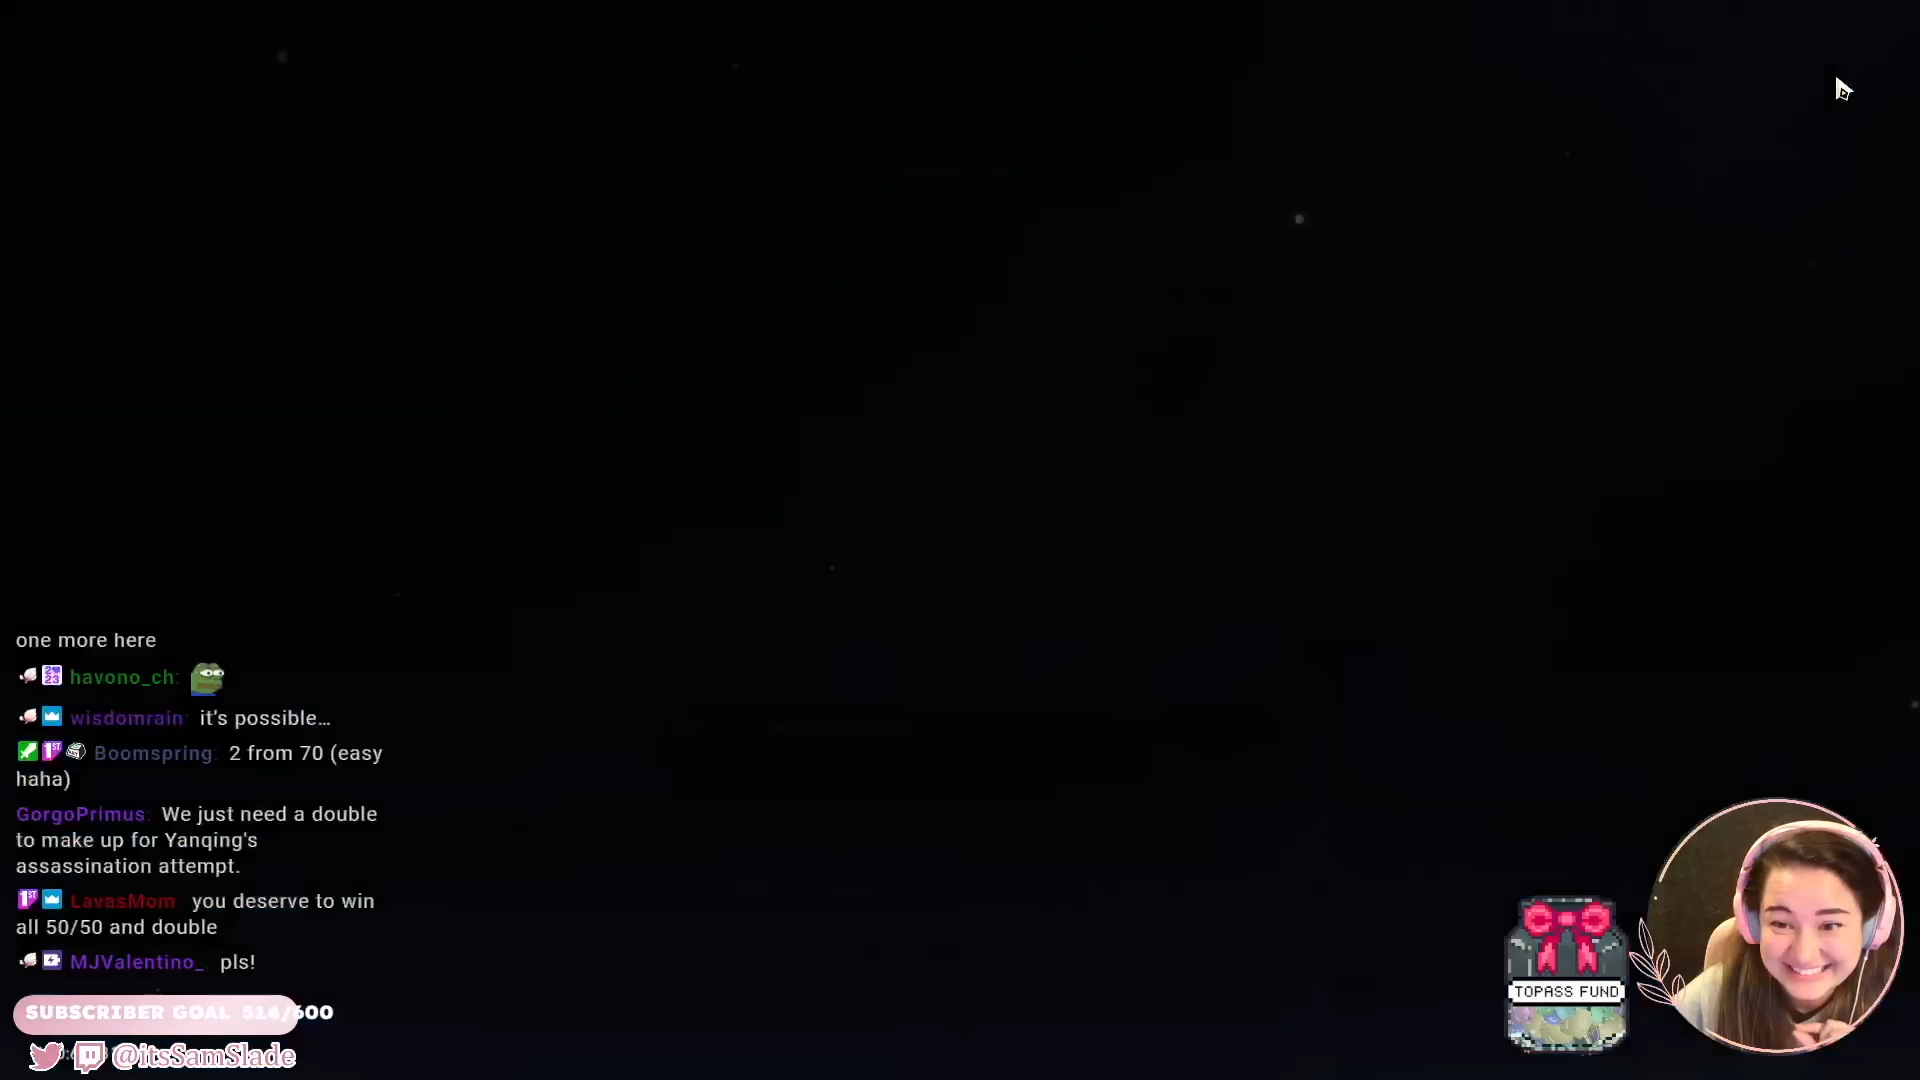 one more here
havono_ch:
wisdomrain: it's possible…
Boomspring: 2 from 70 (easy
haha)
GorgoPrimus: We just need a double
to make up for Yanqing's
assassination attempt.
LavasMom you deserve to win
all 50/50 and double
MJValentino_ pls!
SUBSCRIBER GOAL 514/600
@itsSamSlade
TOPASS FUND